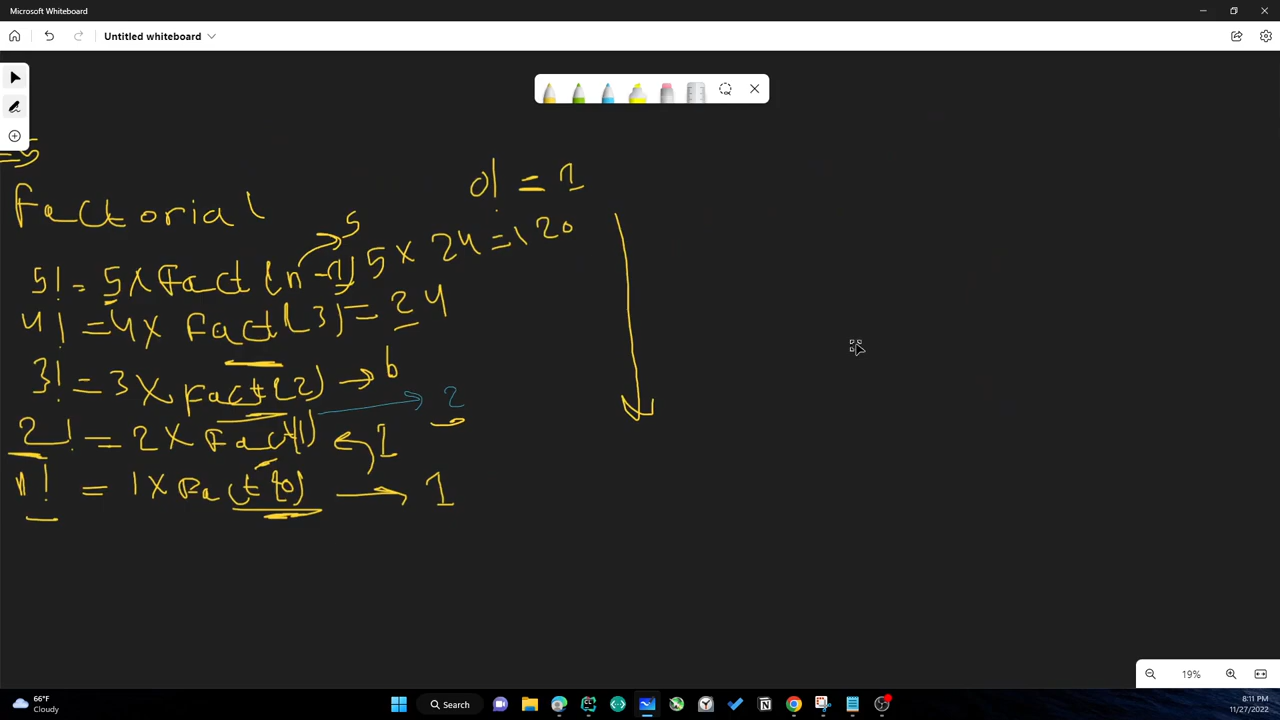 Microsoft Whiteboard
Untitled whiteboard
=5
Factorial
0! = 1
5
5! = 5 x Fact(n-1) 5 x 24 = 120
4! = 4 x Fact(3) = 24
3! = 3 x Fact(2) → 6
2
2! = 2 x Fact(1) 1
1! = 1 x Fact(0) → 1
19%
66°F
Cloudy
Search
8:11 PM
11/27/2022